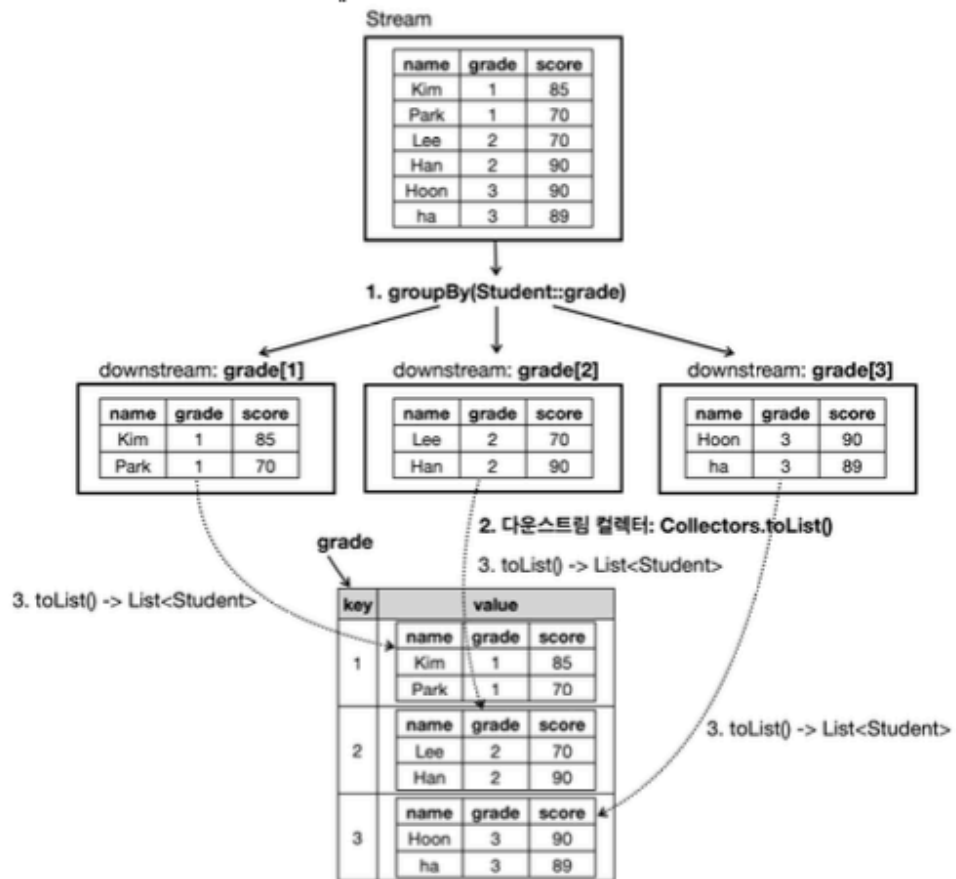 Stream
name grade score
Kim 1 85
Park 1 70
Lee 2 70
Han 2 90
Hoon 3 90
ha 3 89
1. groupBy(Student::grade)
downstream: grade[1]
name grade score
Kim 1 85
Park 1 70
downstream: grade[2]
name grade score
Lee 2 70
Han 2 90
downstream: grade[3]
name grade score
Hoon 3 90
ha 3 89
2. 다운스트림 컬렉터: Collectors.toList()
grade
3. toList() -> List<Student>
3. toList() -> List<Student>
key value
1
name grade score
Kim 1 85
Park 1 70
2
name grade score
Lee 2 70
Han 2 90
3. toList() -> List<Student>
3
name grade score
Hoon 3 90
ha 3 89